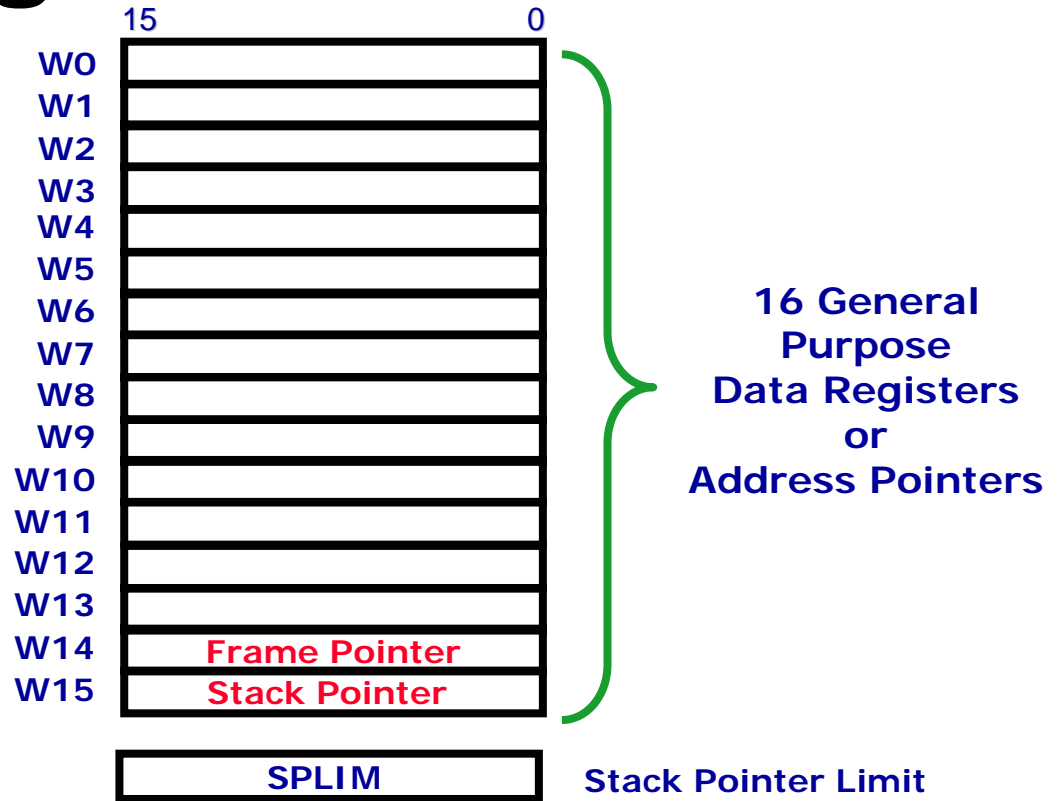 15 0
W0
W1
W2
W3
W4
W5
W6
W7
W8
W9
W10
W11
W12
W13
W14 Frame Pointer
W15 Stack Pointer
16 General
Purpose
Data Registers
or
Address Pointers
SPLIM Stack Pointer Limit